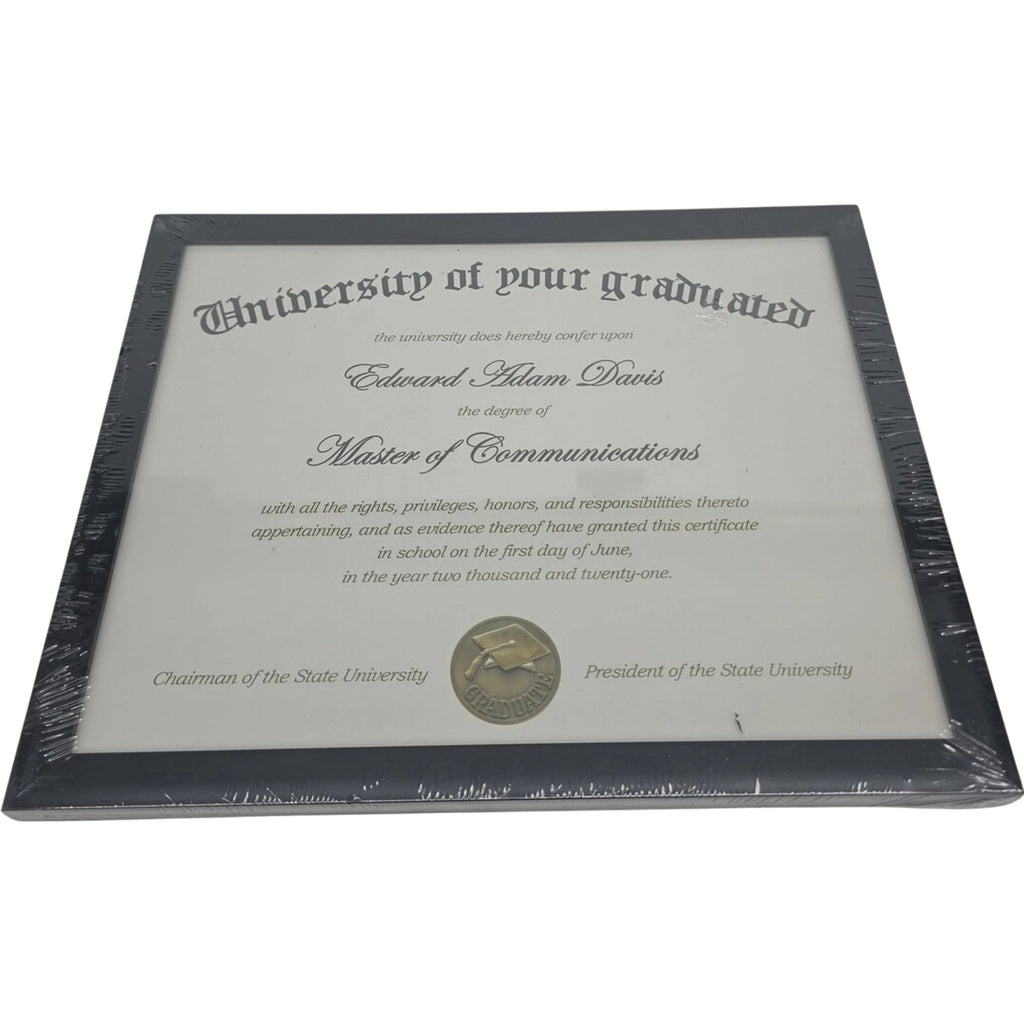 University of your graduated
the university does hereby confer upon
Edward Adam Davis
the degree of
Master of Communications
with all the rights, privileges, honors, and responsibilities thereto
appertaining, and as evidence thereof have granted this certificate
in school on the first day of June,
in the year two thousand and twenty-one.
Chairman of the State University
GRADUATE
President of the State University